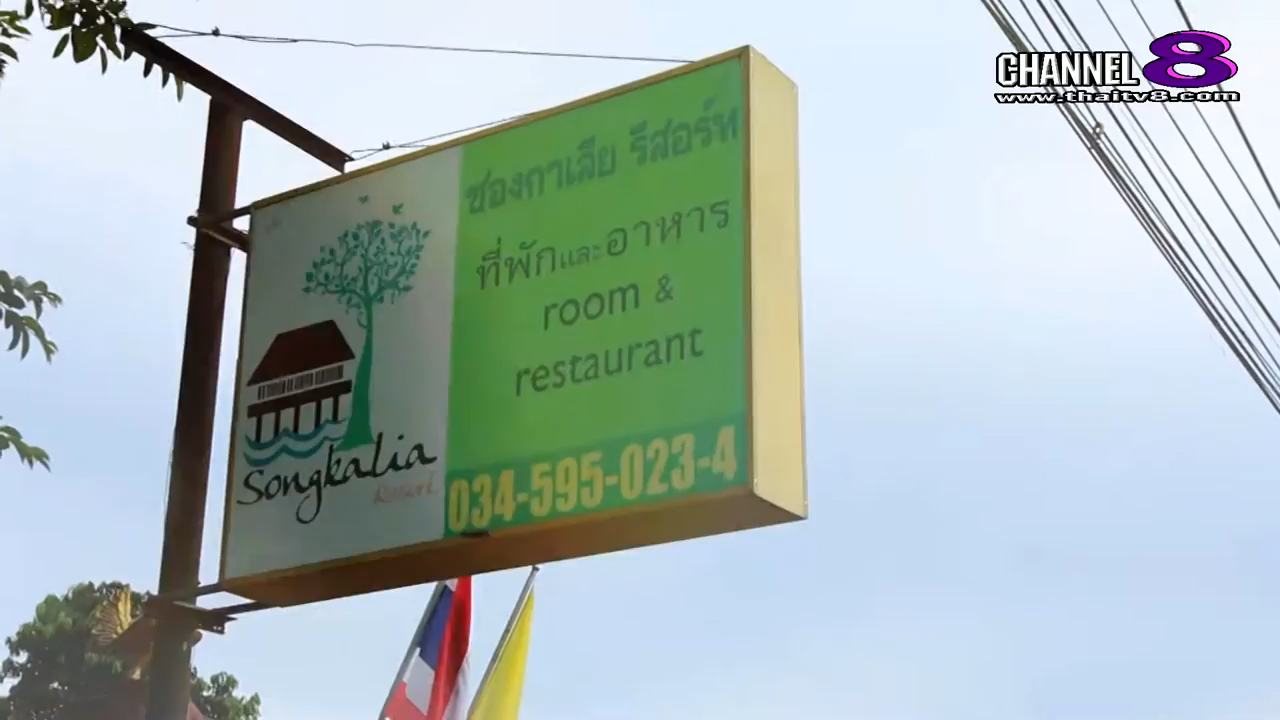 CHANNEL 8
www.thaitv8.com
ซองกาเลีย รีสอร์ท
ที่พักและอาหาร
room &
restaurant
034-595-023-4
Songkalia
Resort